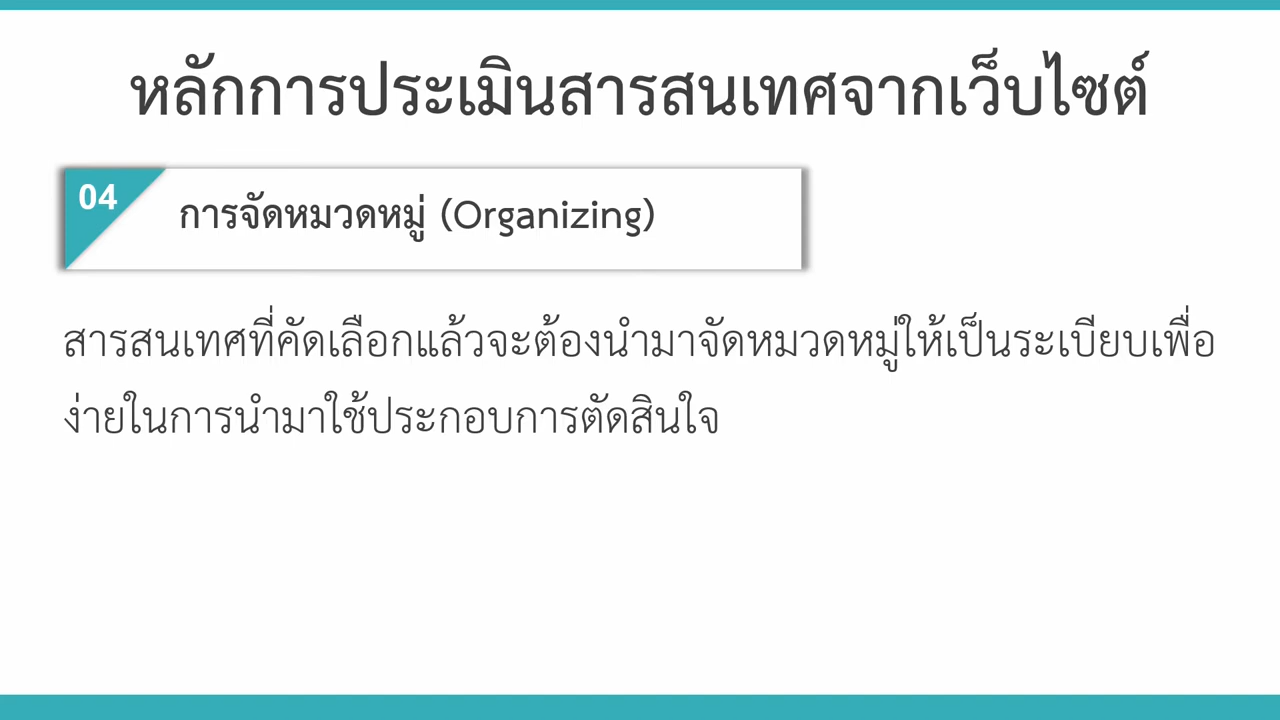 หลักการประเมินสารสนเทศจากเว็บไซต์
04
การจัดหมวดหมู่ (Organizing)
สารสนเทศที่คัดเลือกแล้วจะต้องนำมาจัดหมวดหมู่ให้เป็นระเบียบเพื่อ
ง่ายในการนำมาใช้ประกอบการตัดสินใจ